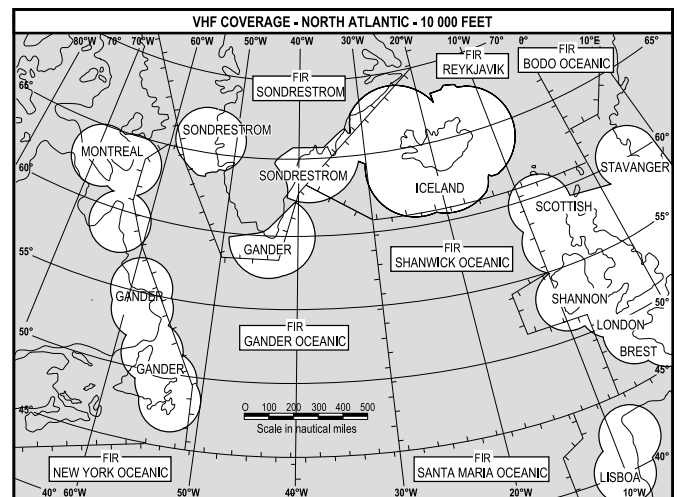 VHF COVERAGE - NORTH ATLANTIC - 10 000 FEET
80°W 70°W 60°W 50°W 40°W 30°W 20°W 10°W 0° 10°E 65°
FIR
SONDRESTROM
FIR
REYKJAVIK
FIR
BODO OCEANIC
65°
60°
55°
50°
45°
60°
55°
50°
45°
40°
MONTREAL
SONDRESTROM
SONDRESTROM
ICELAND
STAVANGER
SCOTTISH
GANDER
FIR
SHANWICK OCEANIC
SHANNON
LONDON
BREST
GANDER
FIR
GANDER OCEANIC
GANDER
0 100 200 300 400 500
Scale in nautical miles
FIR
NEW YORK OCEANIC
FIR
SANTA MARIA OCEANIC
LISBOA
40° 60°W 50°W 40°W 30°W 20°W 10°W